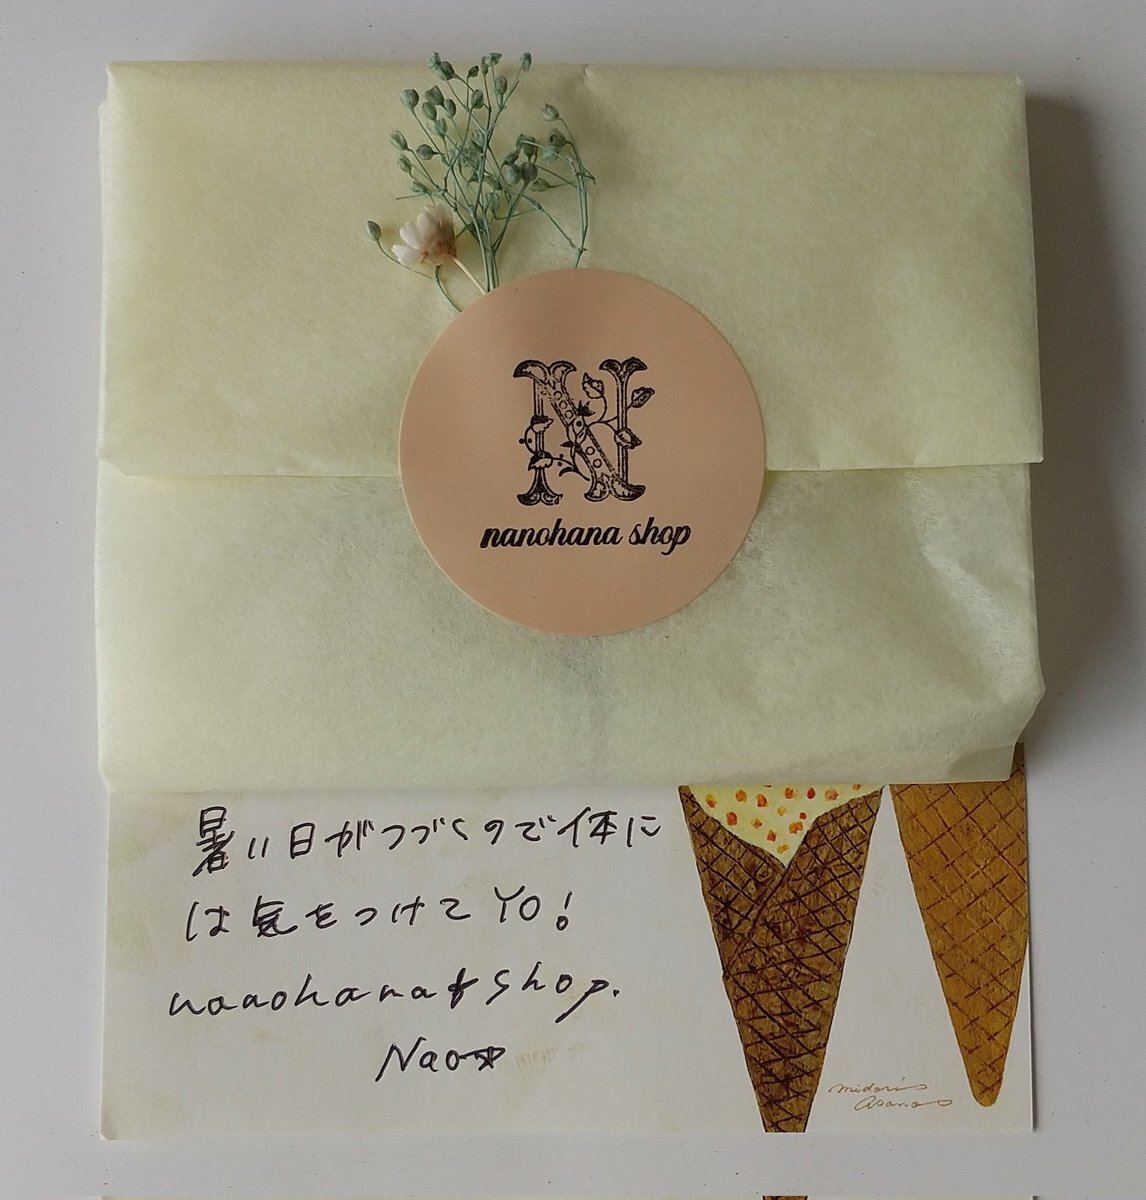 N
nanohana shop
暑い日がつづくので体に
は気をつけてYO!
nanohana☆shop.
Nao☆
midori
asano